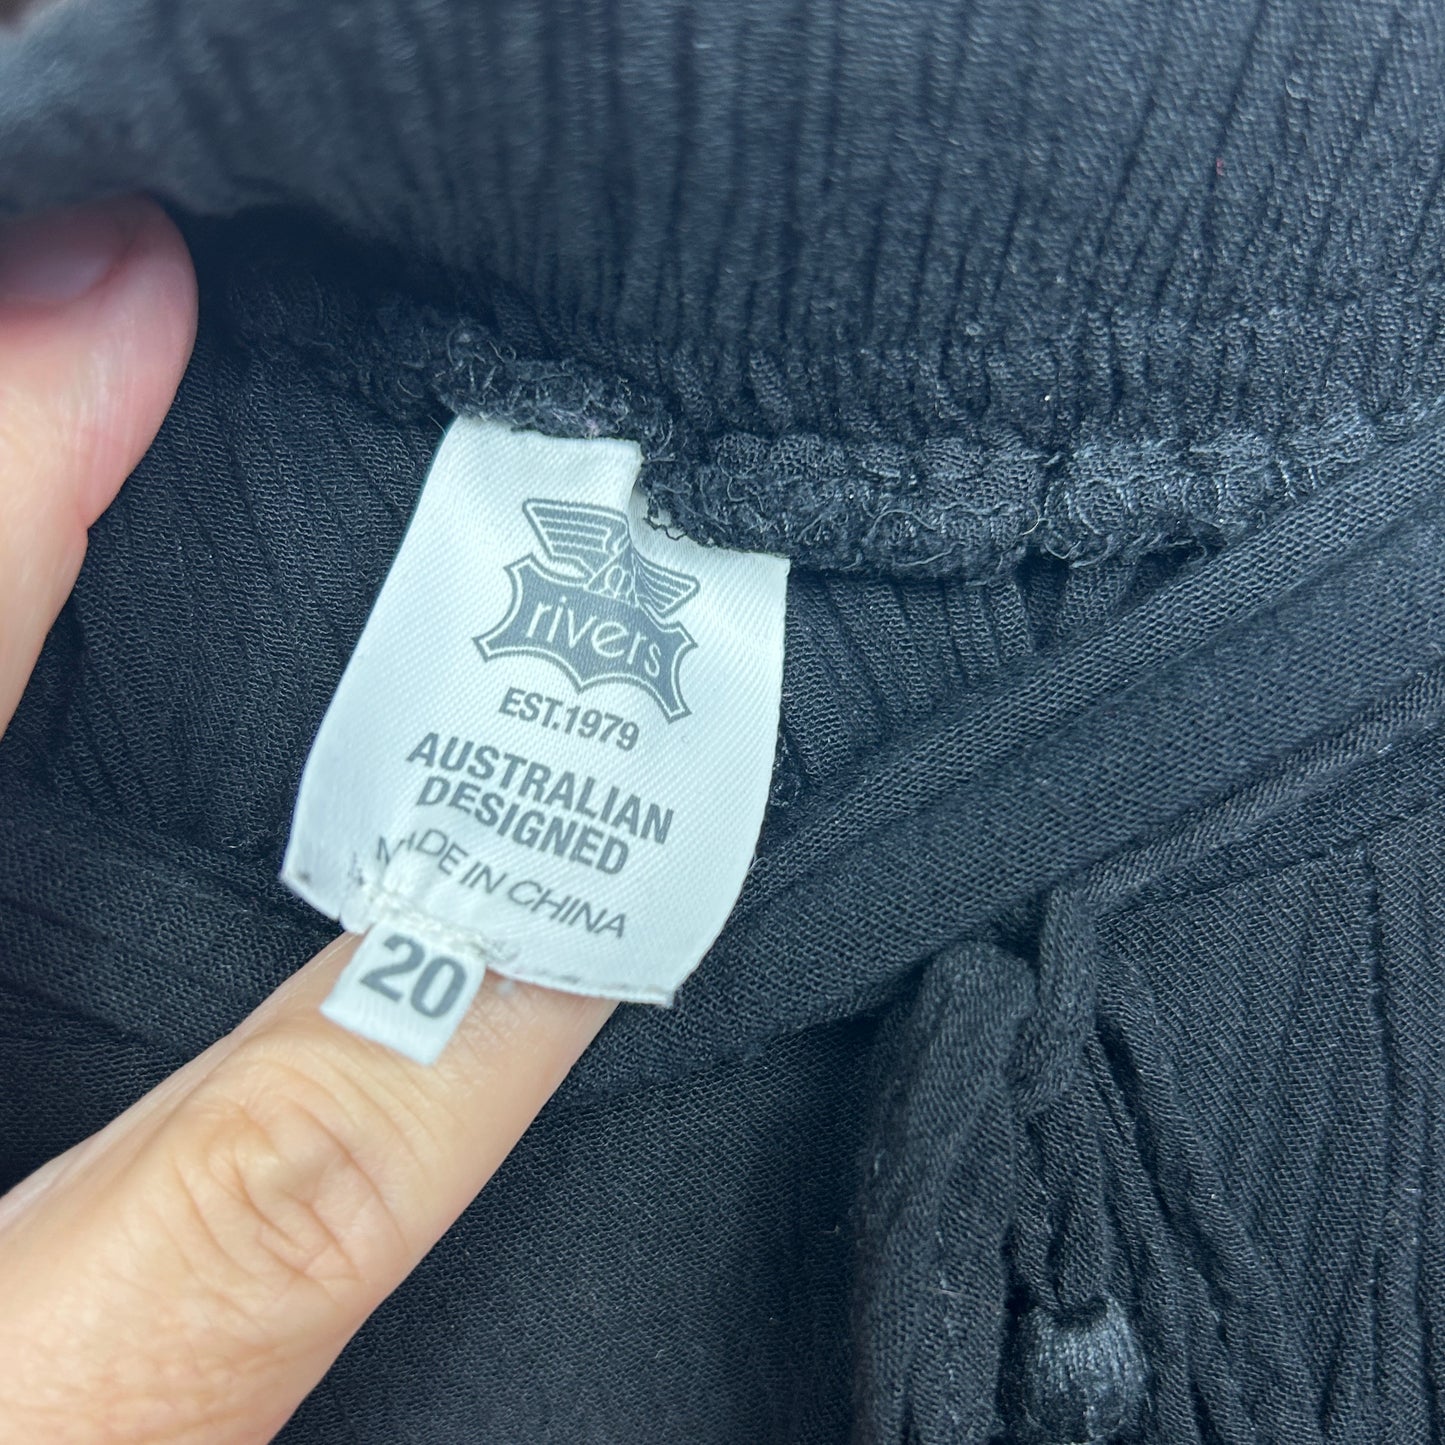 rivers
EST.1979
AUSTRALIAN
DESIGNED
MADE IN CHINA
20